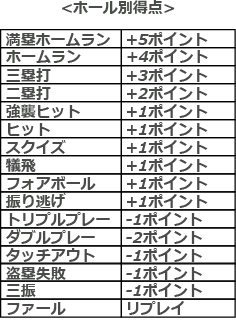 <ホール別得点>
満塁ホームラン +5ポイント
ホームラン +4ポイント
三塁打 +3ポイント
二塁打 +2ポイント
強襲ヒット +1ポイント
ヒット +1ポイント
スクイズ +1ポイント
犠飛 +1ポイント
フォアボール +1ポイント
振り逃げ +1ポイント
トリプルプレー -1ポイント
ダブルプレー -2ポイント
タッチアウト -1ポイント
盗塁失敗 -1ポイント
三振 -1ポイント
ファール リプレイ